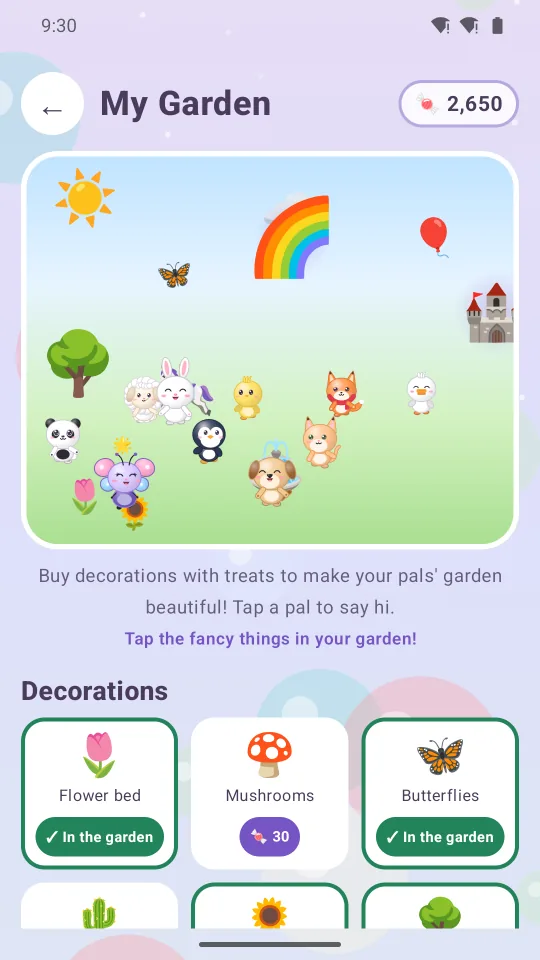 9:30
← My Garden
2,650
Buy decorations with treats to make your pals' garden
beautiful! Tap a pal to say hi.
Tap the fancy things in your garden!
Decorations
Flower bed
✓ In the garden
Mushrooms
30
Butterflies
✓ In the garden